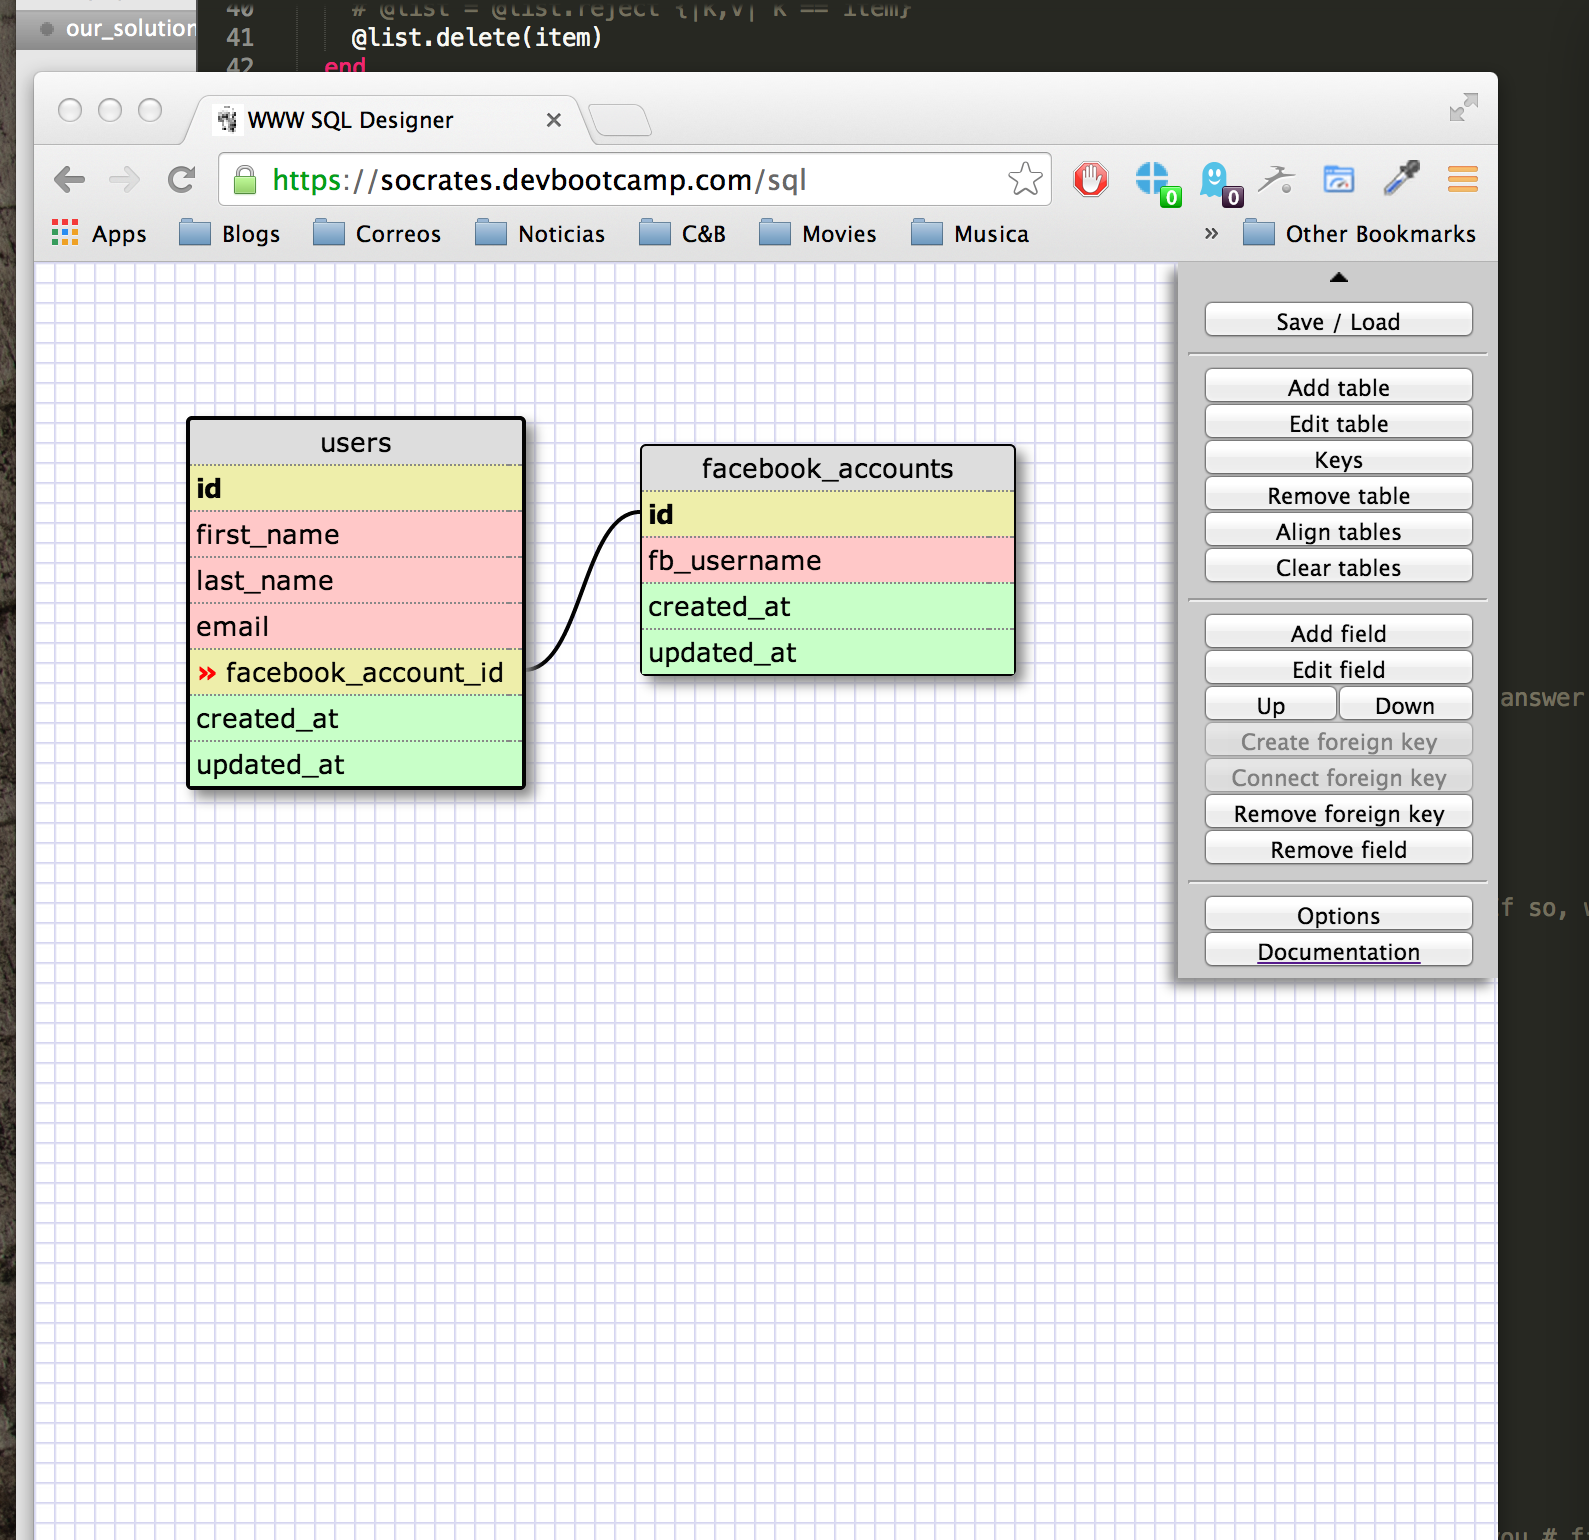 40 # @list = @list.reject {|k,v| k == item}
our_solution
41 @list.delete(item)
42 end
WWW SQL Designer
https://socrates.devbootcamp.com/sql
0
0
Apps Blogs Correos Noticias C&B Movies Musica » Other Bookmarks
users
id
first_name
last_name
email
» facebook_account_id
created_at
updated_at
facebook_accounts
id
fb_username
created_at
updated_at
Save / Load
Add table
Edit table
Keys
Remove table
Align tables
Clear tables
Add field
Edit field
Up Down
Create foreign key
Connect foreign key
Remove foreign key
Remove field
Options
Documentation
answer
so,